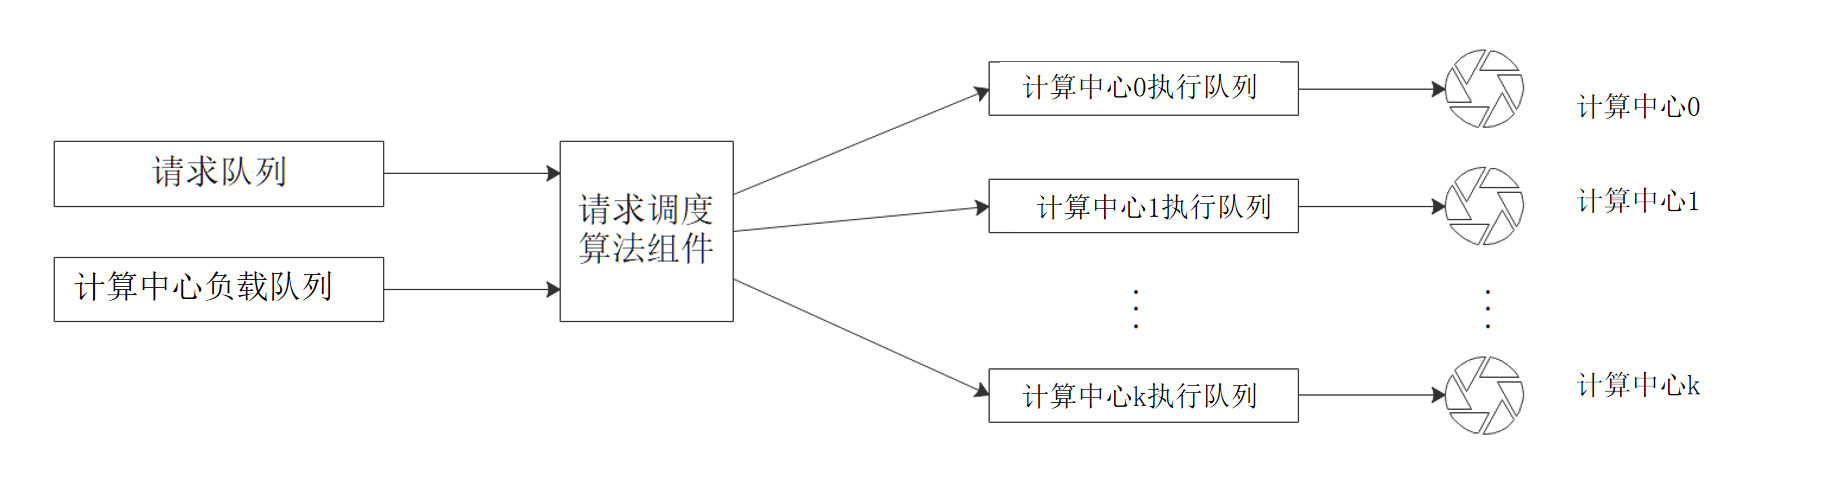 请求队列
计算中心负载队列
请求调度
算法组件
计算中心0执行队列
计算中心0
计算中心1执行队列
计算中心1
计算中心k执行队列
计算中心k